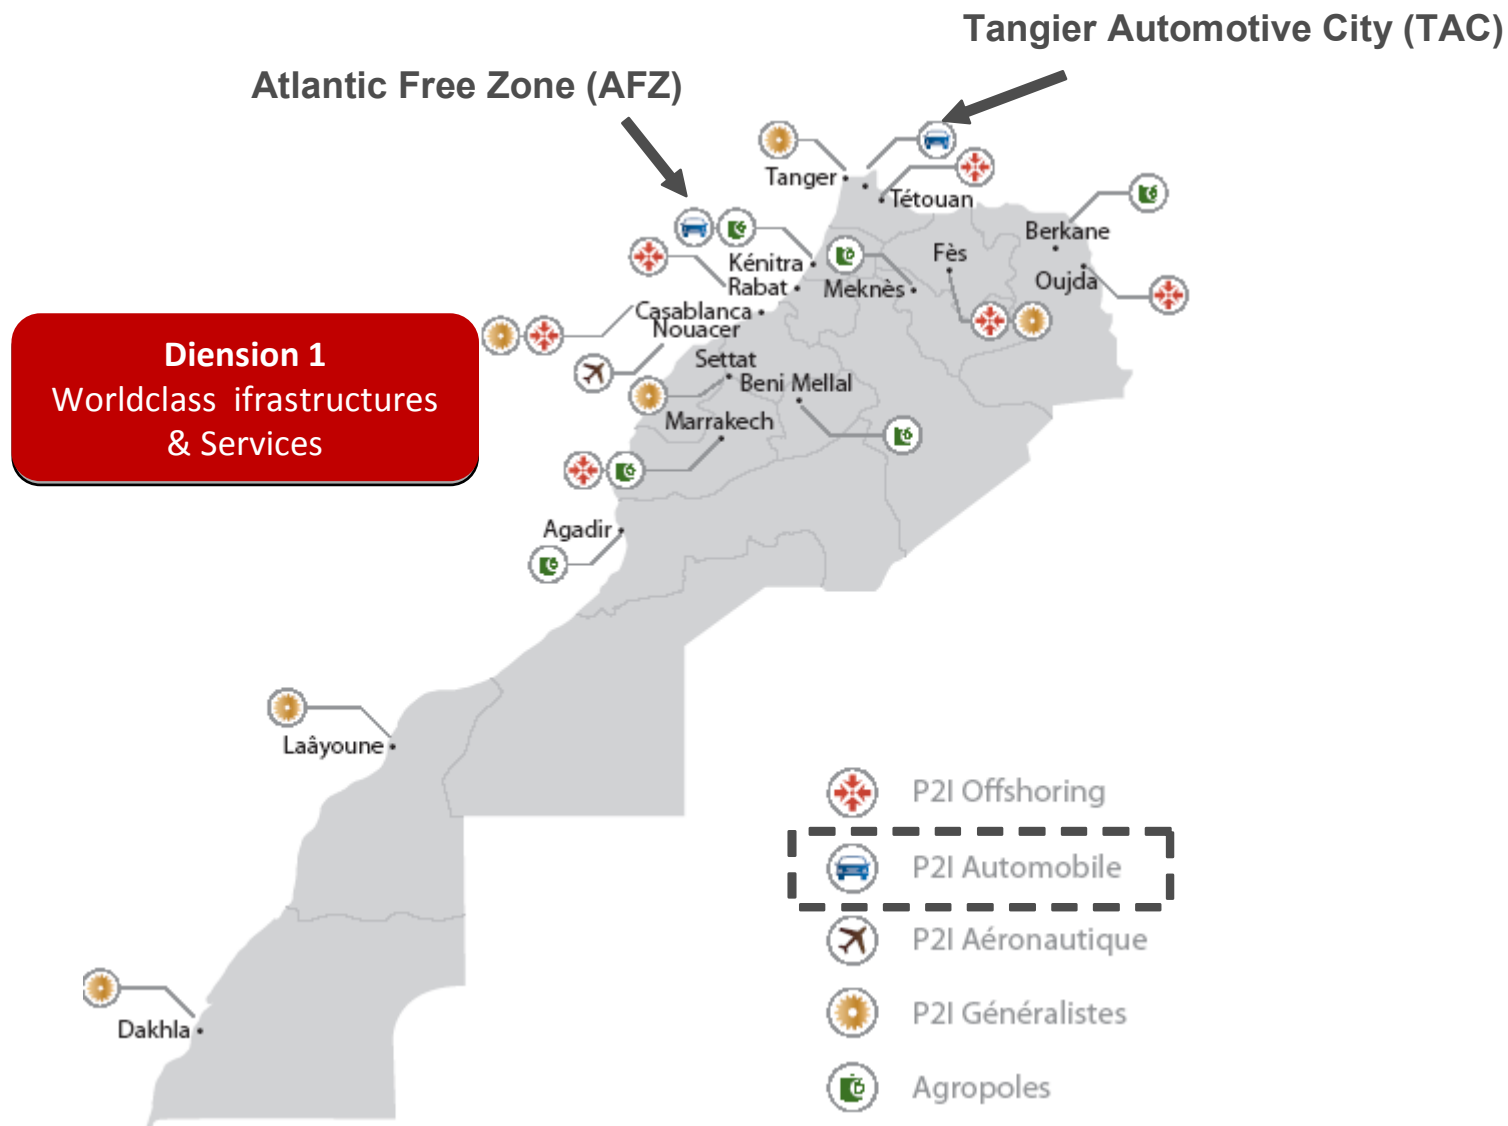 Tangier Automotive City (TAC)
Atlantic Free Zone (AFZ)
Tanger
Tétouan
Berkane
Fès
Kénitra
Oujda
Rabat
Meknès
Casablanca
Nouacer
Diension 1
Worldclass ifrastructures
& Services
Settat
Beni Mellal
Marrakech
Agadir
Laâyoune
P2I Offshoring
P2I Automobile
P2I Aéronautique
P2I Généralistes
Dakhla
Agropoles